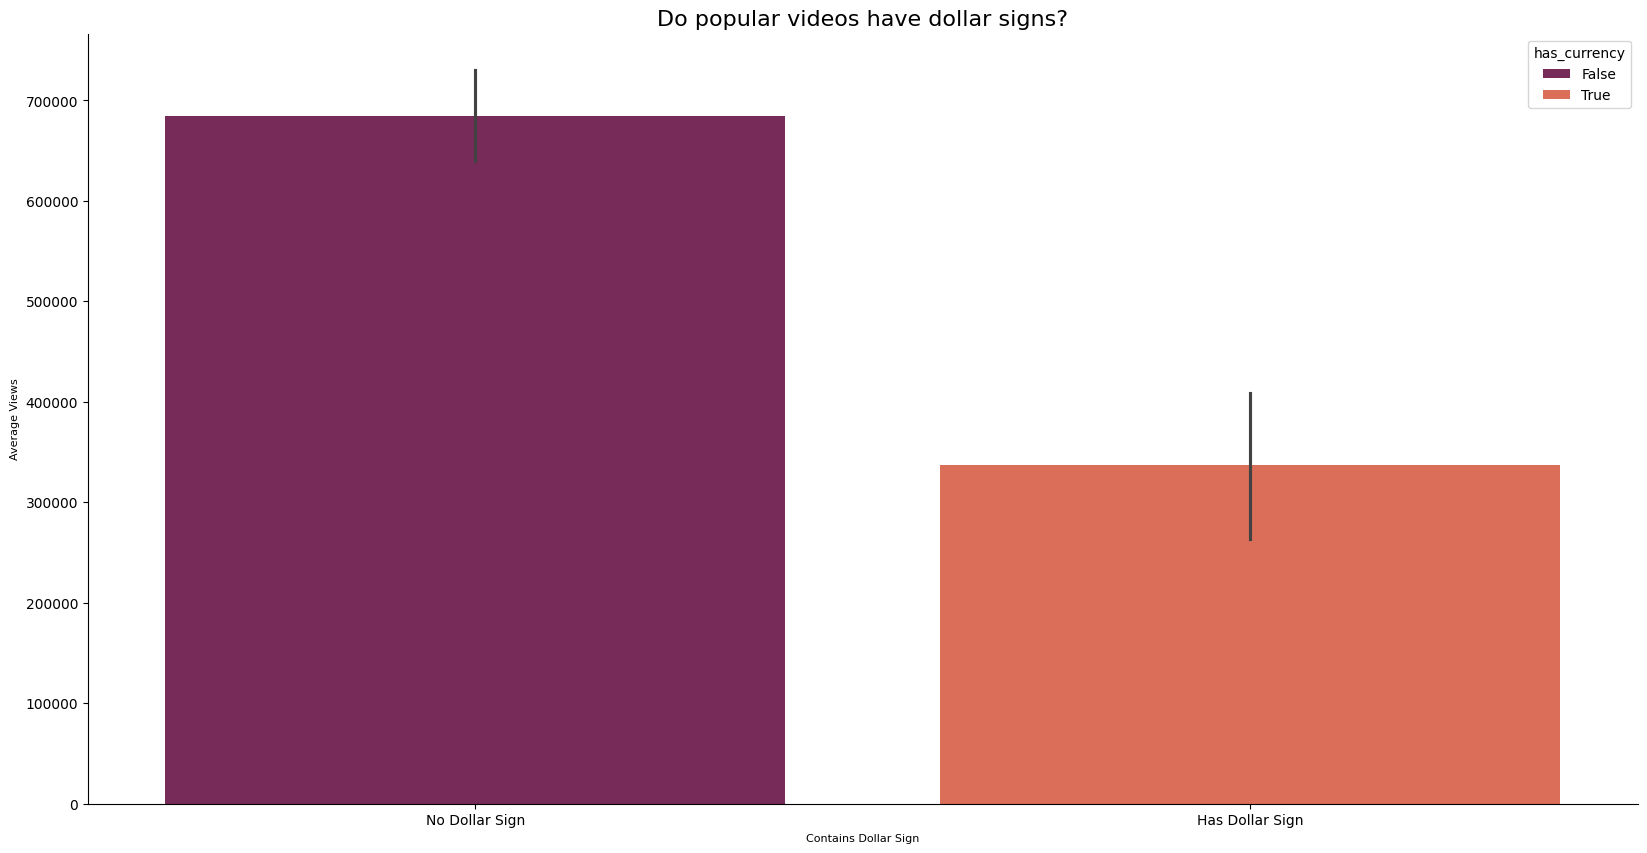 Do popular videos have dollar signs?
has_currency
False
True
700000
600000
500000
400000
300000
200000
100000
0
Average Views
No Dollar Sign
Has Dollar Sign
Contains Dollar Sign